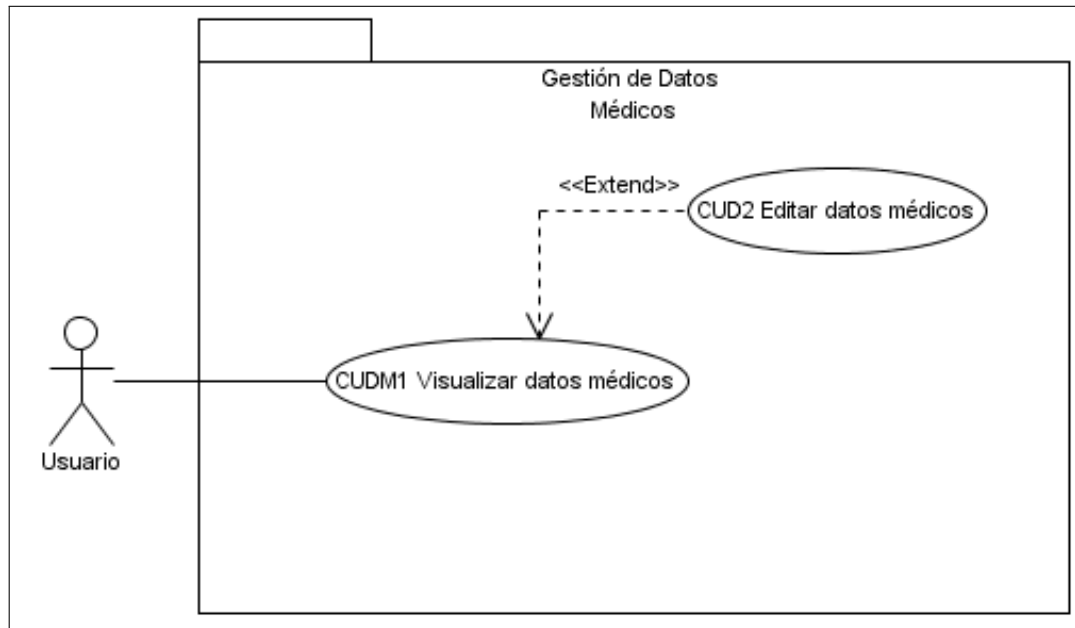 Gestión de Datos
Médicos
<<Extend>>
CUD2 Editar datos médicos
CUDM1 Visualizar datos médicos
Usuario